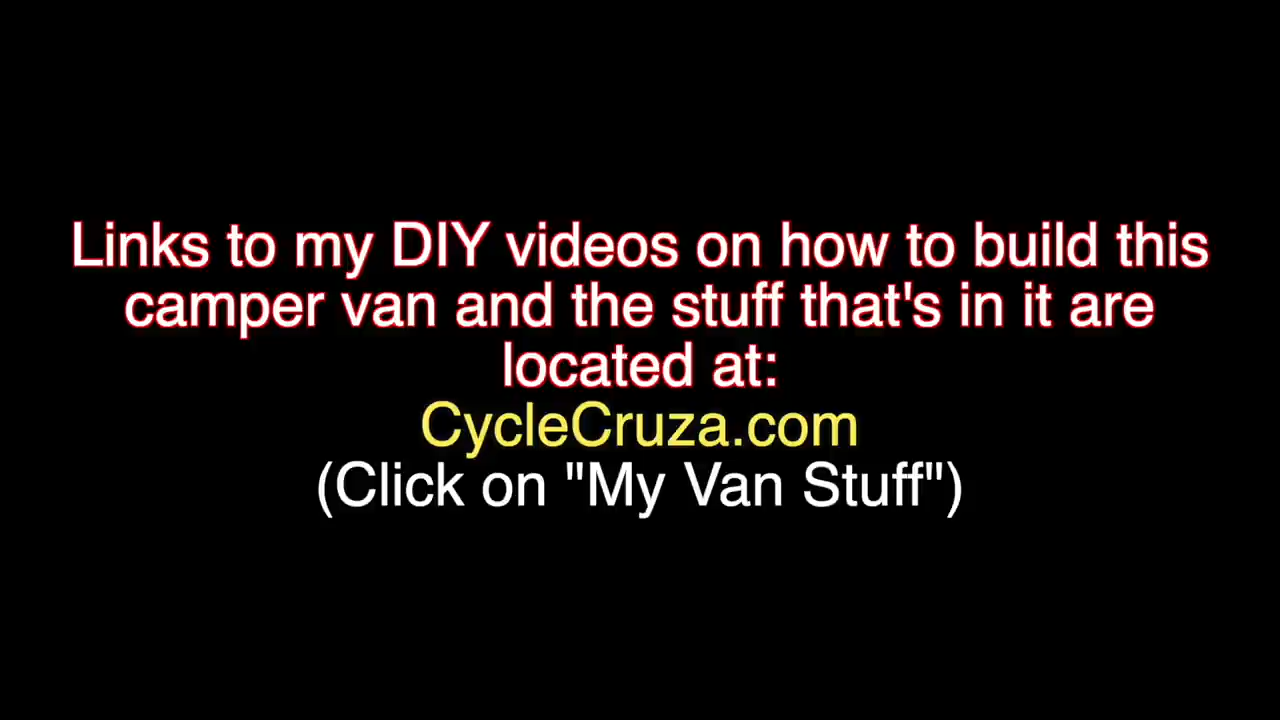 Links to my DIY videos on how to build this
camper van and the stuff that's in it are
located at:
CycleCruza.com
(Click on "My Van Stuff")